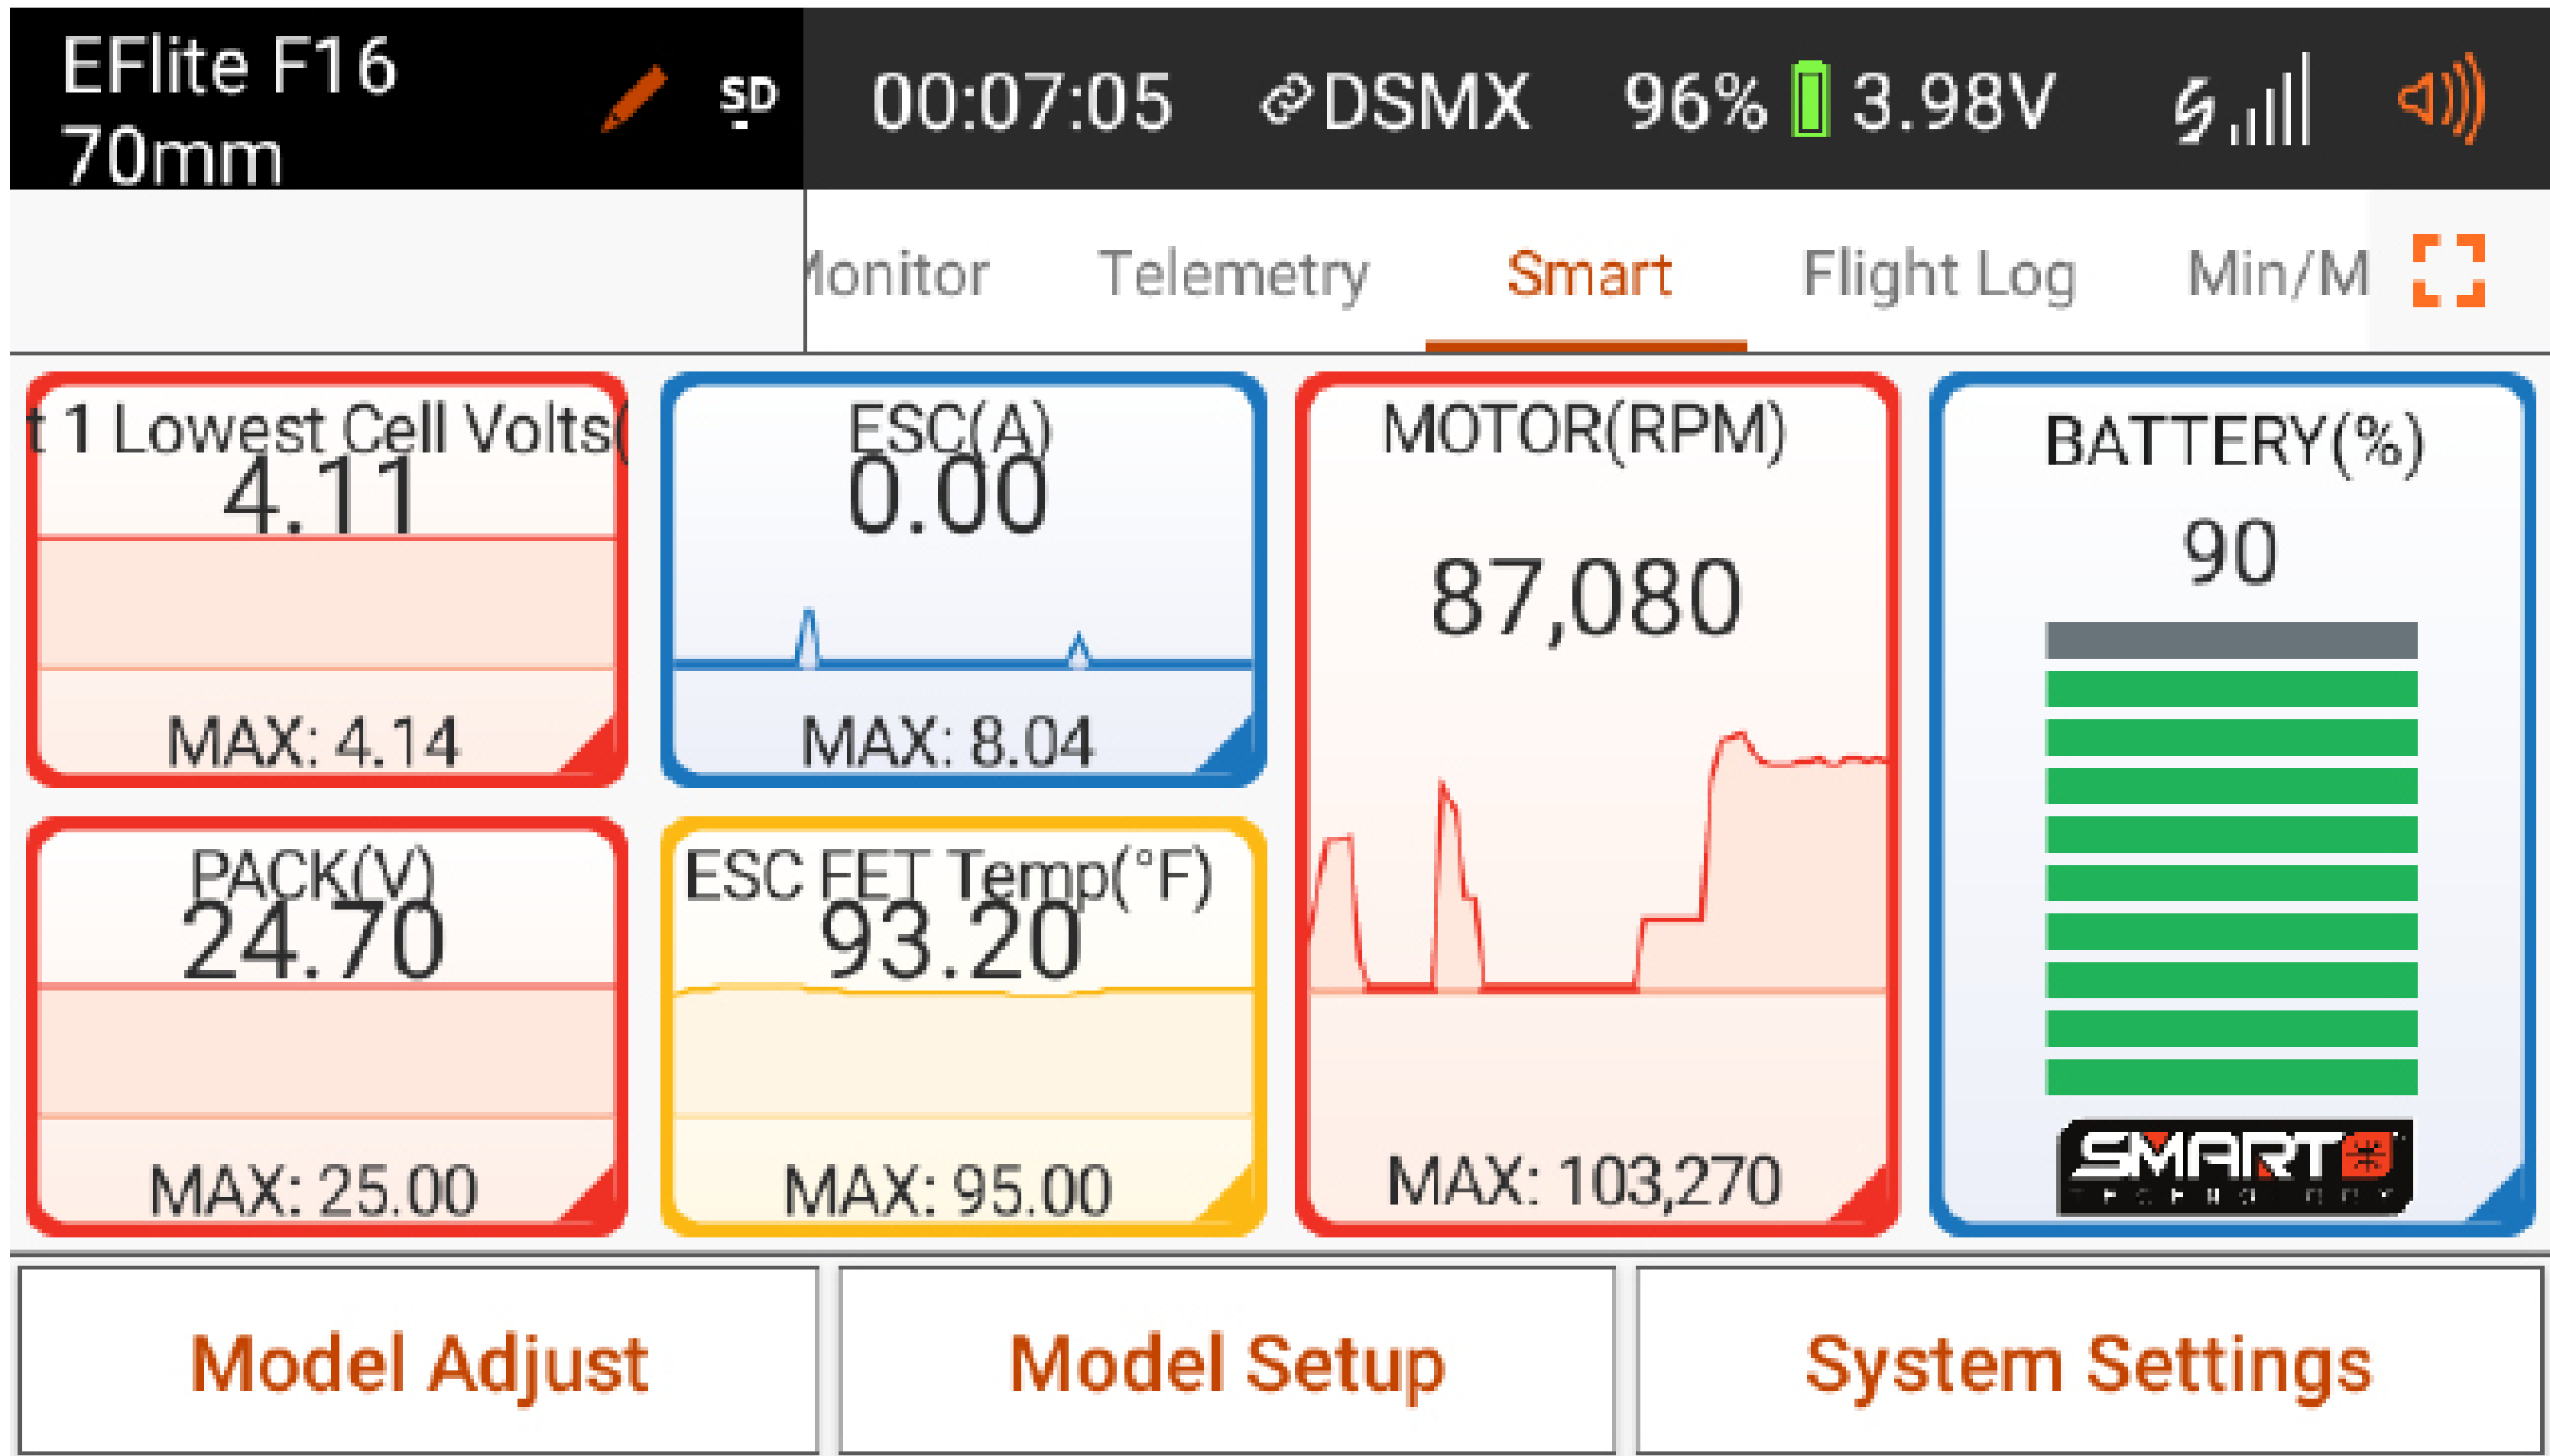 EFlite F16
70mm
SD
00:07:05
DSMX
96%
3.98V
Monitor
Telemetry
Smart
Flight Log
Min/M
t 1 Lowest Cell Volts(
4.11
MAX: 4.14
ESC(A)
0.00
MAX: 8.04
MOTOR(RPM)
87,080
MAX: 103,270
BATTERY(%)
90
SMART
PACK(V)
24.70
MAX: 25.00
ESC FET Temp(°F)
93.20
MAX: 95.00
Model Adjust
Model Setup
System Settings